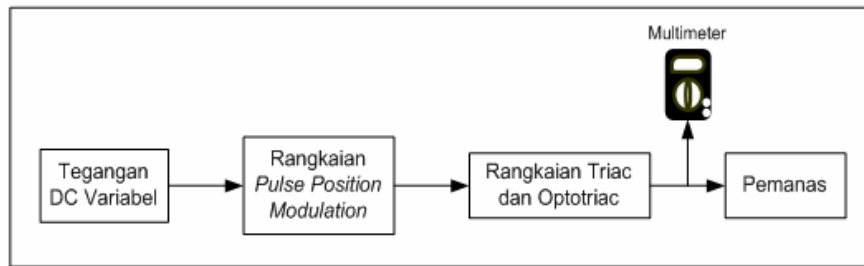 Multimeter
Tegangan
DC Variabel
Rangkaian
Pulse Position
Modulation
Rangkaian Triac
dan Optotriac
Pemanas